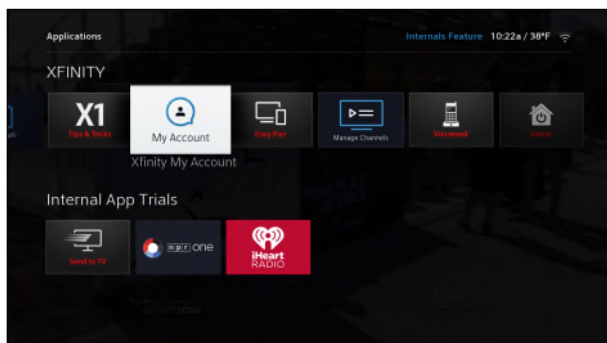 Applications
Internals Feature 10:22a / 38°F
XFINITY
X1
Tips & Tricks
My Account
Easy Pair
Manage Channels
Voicemail
Home
Xfinity My Account
Internal App Trials
Send to TV
npr one
iHeart
RADIO